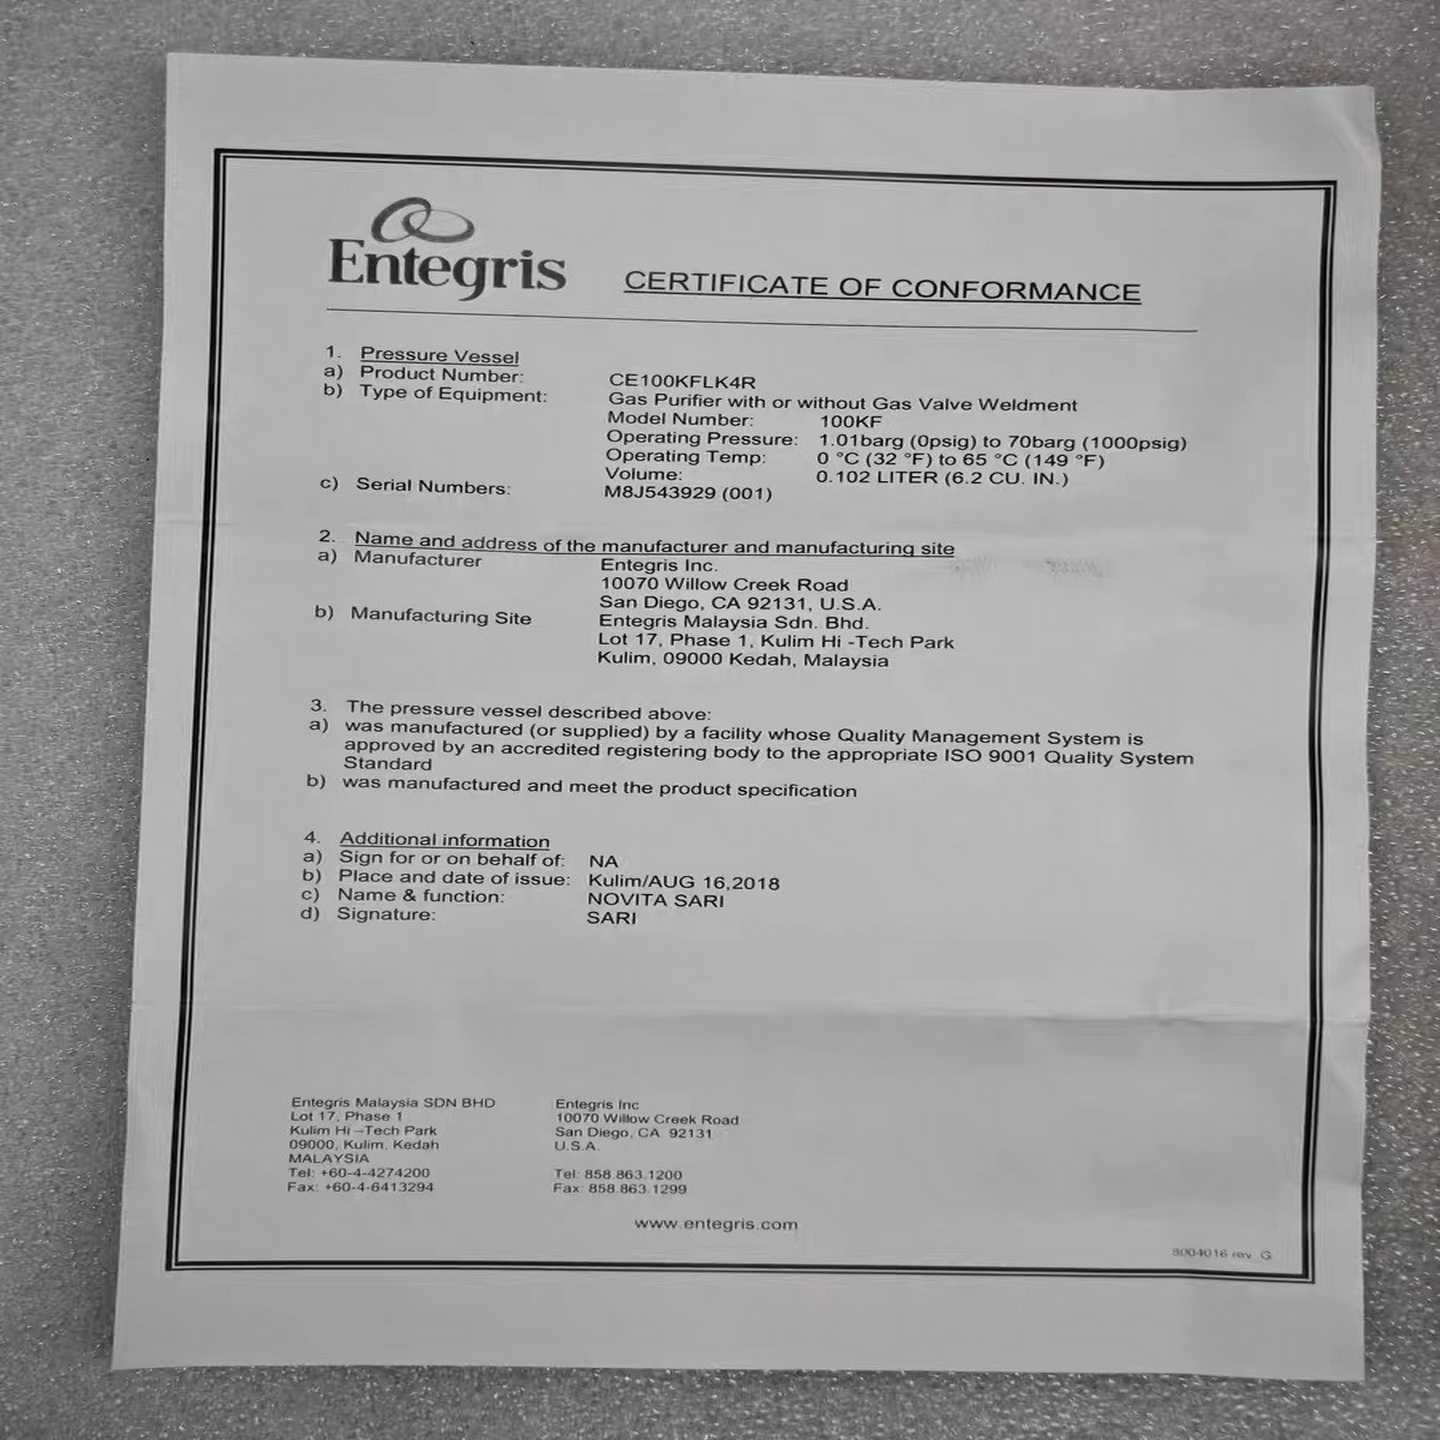 Entegris
CERTIFICATE OF CONFORMANCE
1. Pressure Vessel
a) Product Number: CE100KFLK4R
b) Type of Equipment: Gas Purifier with or without Gas Valve Weldment
Model Number: 100KF
Operating Pressure: 1.01barg (0psig) to 70barg (1000psig)
Operating Temp: 0 °C (32 °F) to 65 °C (149 °F)
Volume: 0.102 LITER (6.2 CU. IN.)
c) Serial Numbers: M8J543929 (001)
2. Name and address of the manufacturer and manufacturing site
a) Manufacturer Entegris Inc.
10070 Willow Creek Road
San Diego, CA 92131, U.S.A.
b) Manufacturing Site Entegris Malaysia Sdn. Bhd.
Lot 17, Phase 1, Kulim Hi -Tech Park
Kulim, 09000 Kedah, Malaysia
3. The pressure vessel described above:
a) was manufactured (or supplied) by a facility whose Quality Management System is
approved by an accredited registering body to the appropriate ISO 9001 Quality System
Standard
b) was manufactured and meet the product specification
4. Additional information
a) Sign for or on behalf of: NA
b) Place and date of issue: Kulim/AUG 16,2018
c) Name & function: NOVITA SARI
d) Signature: SARI
Entegris Malaysia SDN BHD
Lot 17, Phase 1
Kulim Hi –Tech Park
09000, Kulim, Kedah
MALAYSIA
Tel: +60-4-4274200
Fax: +60-4-6413294
Entegris Inc
10070 Willow Creek Road
San Diego, CA 92131
U.S.A.
Tel: 858.863.1200
Fax: 858.863.1299
www.entegris.com
8004016 rev. G